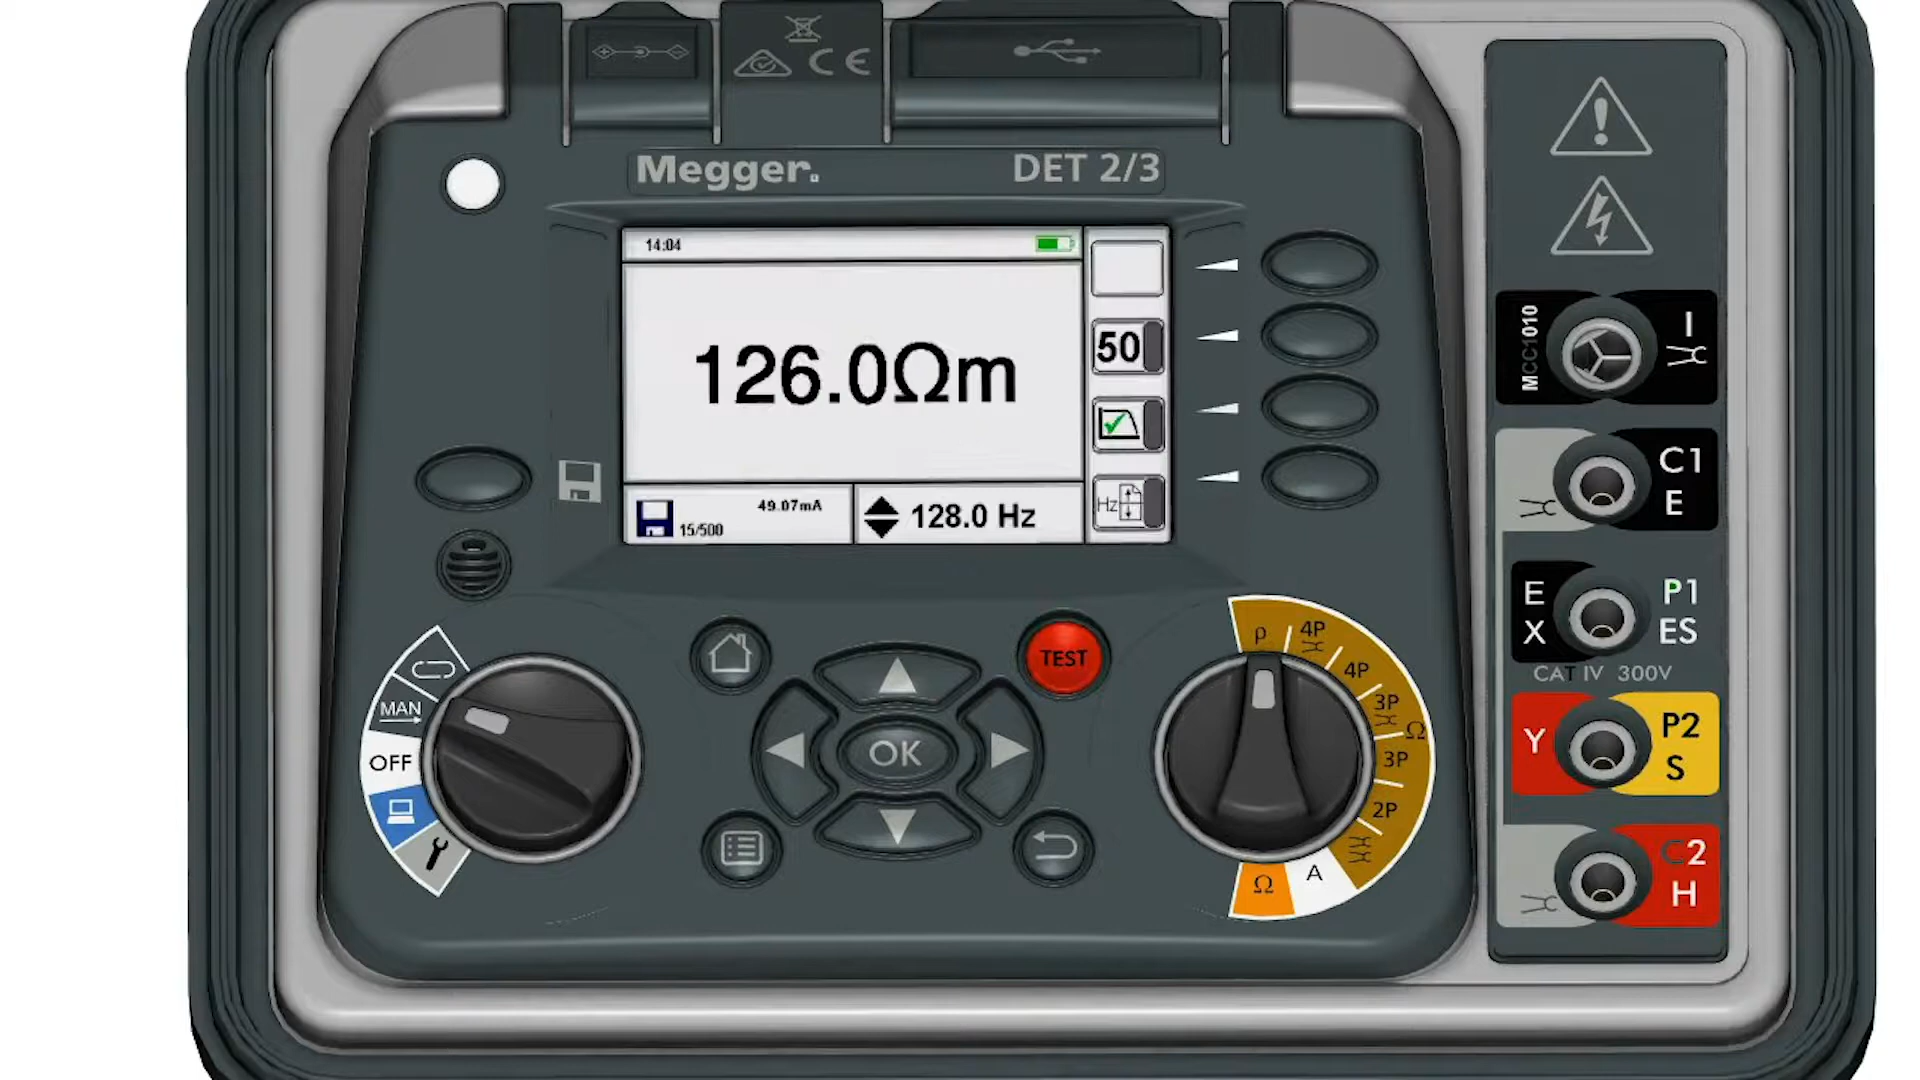 CE
Megger.
DET 2/3
14:04
126.0Ωm
50
Hz
49.07mA
15/500
128.0 Hz
MAN
OFF
OK
TEST
ρ
4P
4P
3P
Ω
3P
2P
A
Ω
MCC1010
I
C1
E
E
X
P1
ES
CAT IV 300V
Y
P2
S
C2
H